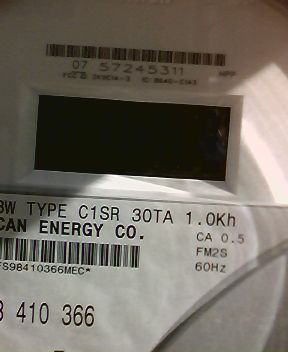 07 57245311
HPP
3W TYPE C1SR 30TA 1.0Kh
CAN ENERGY CO.
CA 0.5
FM2S
60Hz
FS98410366MEC*
3 410 366